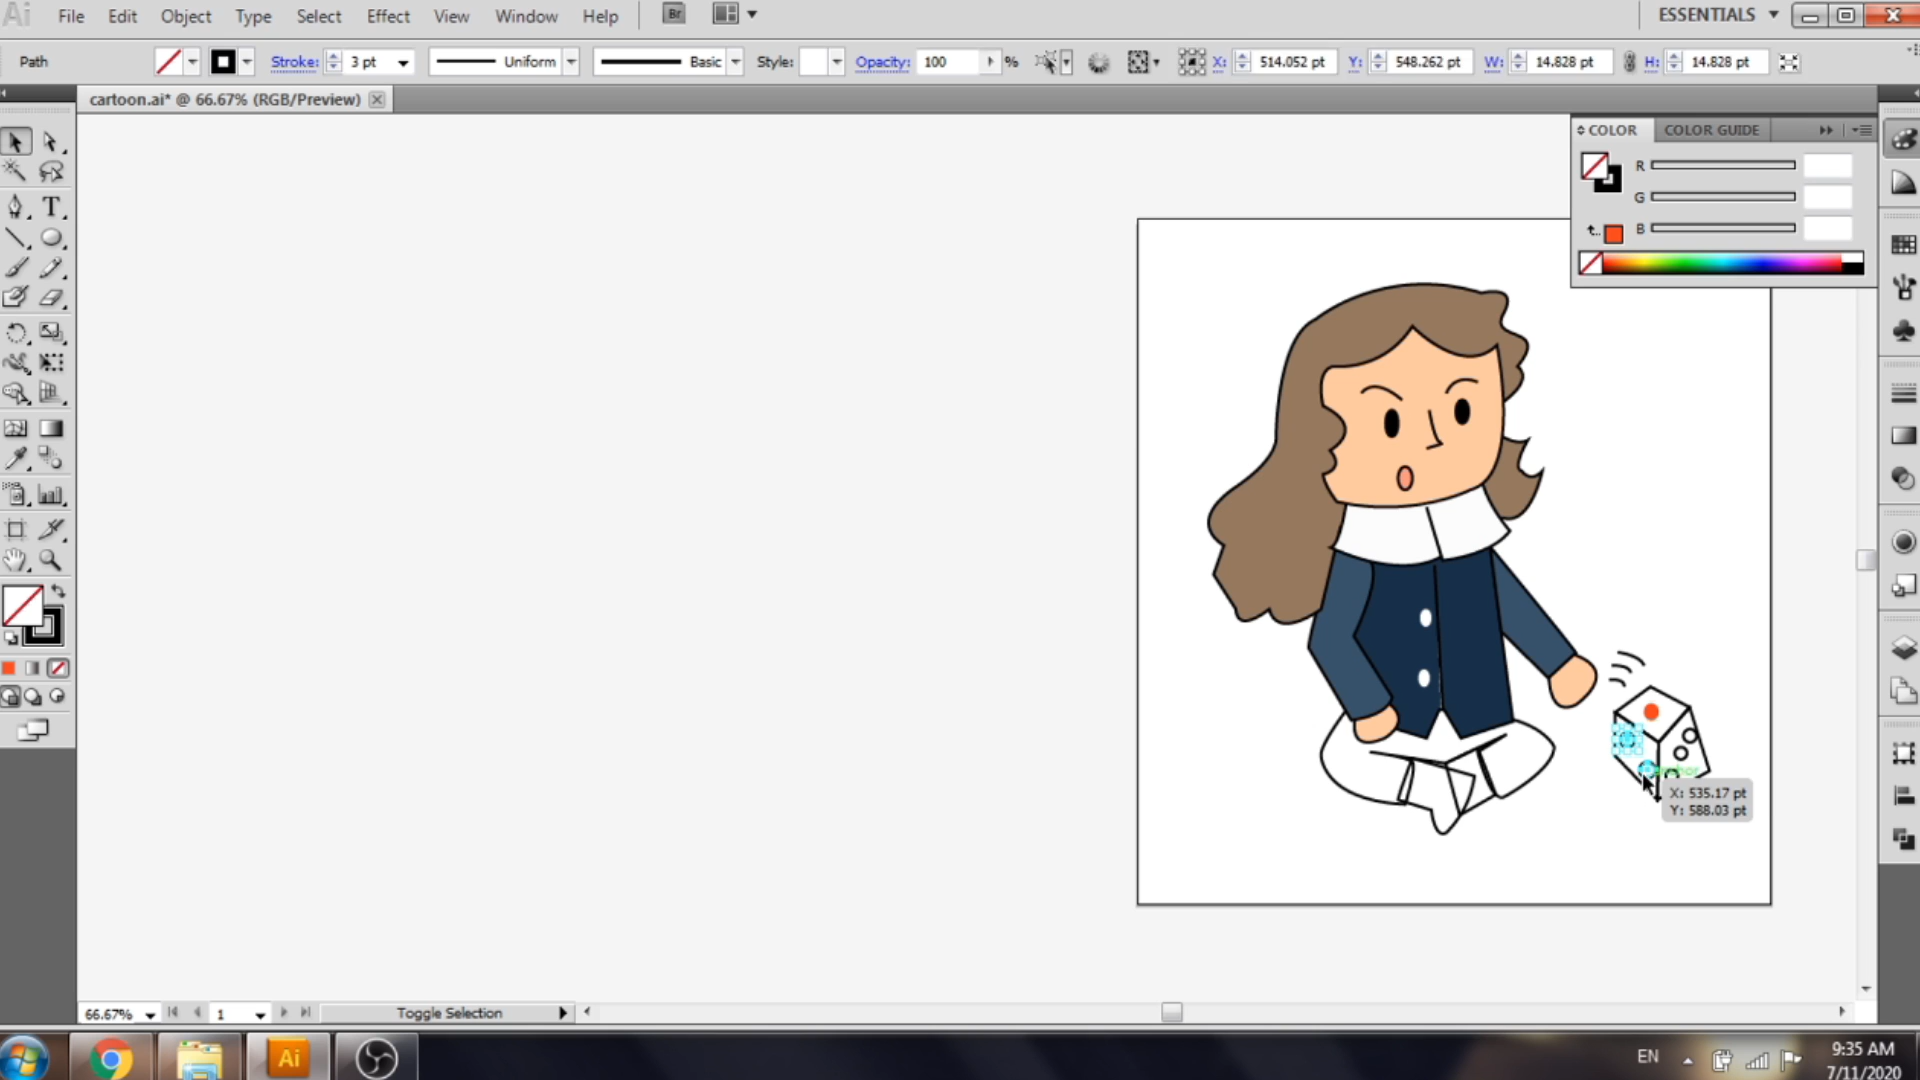 Ai File Edit Object Type Select Effect View Window Help Br ESSENTIALS
Path Stroke: 3 pt Uniform Basic Style: Opacity: 100 % X: 514.052 pt Y: 548.262 pt W: 14.828 pt H: 14.828 pt
cartoon.ai* @ 66.67% (RGB/Preview)
COLOR COLOR GUIDE
R
G
B
T
anchor
X: 535.17 pt
Y: 588.03 pt
66.67% 1 Toggle Selection
Ai EN 9:35 AM
7/11/2020